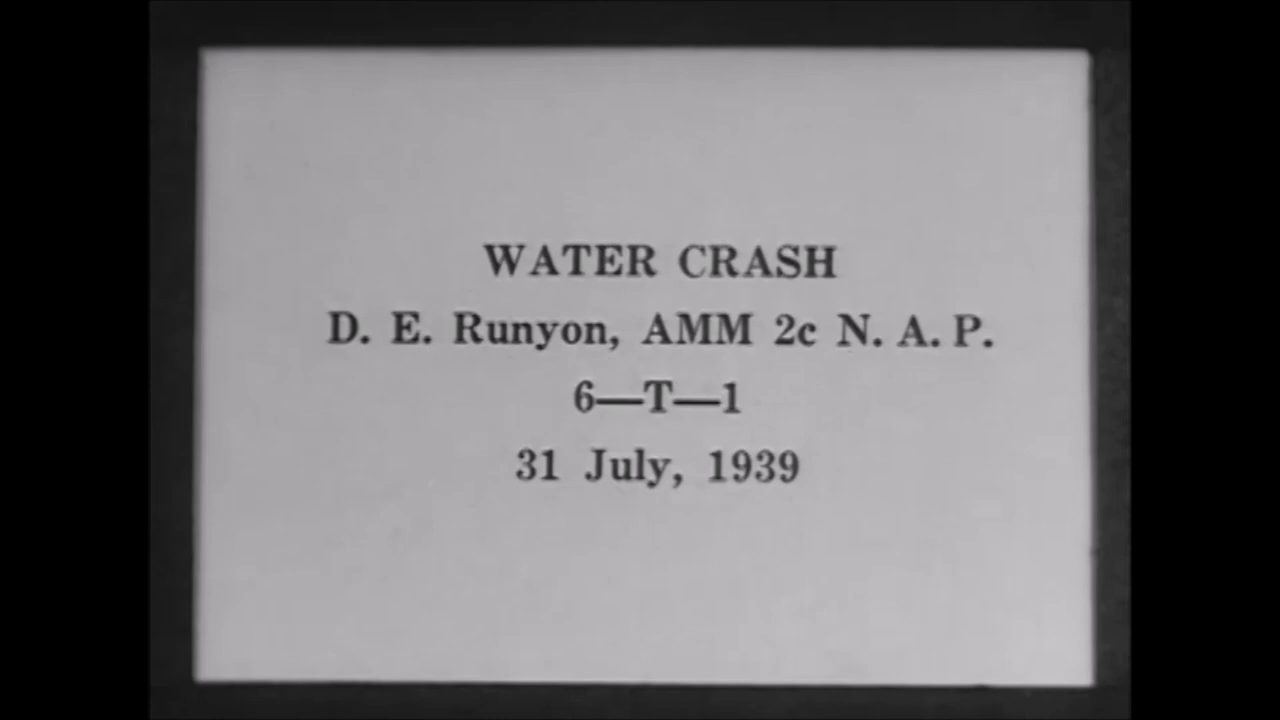 WATER CRASH
D. E. Runyon, AMM 2c N. A. P.
6—T—1
31 July, 1939